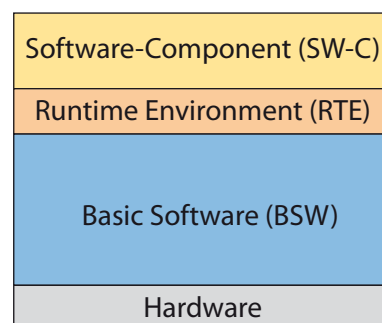 Software-Component (SW-C)
Runtime Environment (RTE)
Basic Software (BSW)
Hardware